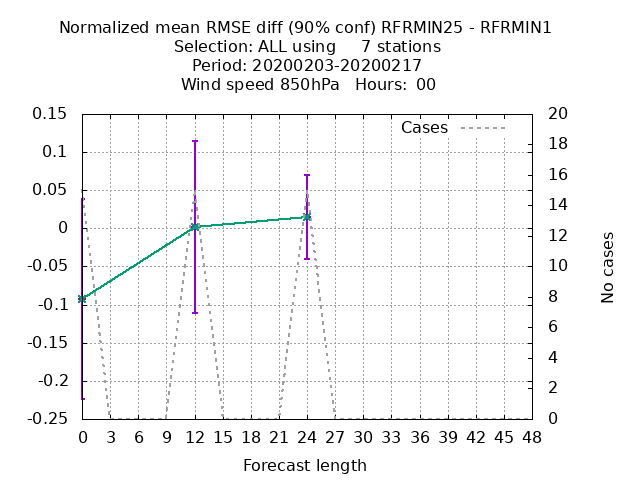 Normalized mean RMSE diff (90% conf) RFRMIN25 - RFRMIN1
Selection: ALL using     7 stations
Period: 20200203-20200217
Wind speed 850hPa   Hours:  00
Cases
0.15
0.1
0.05
0
-0.05
-0.1
-0.15
-0.2
-0.25
20
18
16
14
12
10
8
6
4
2
0
No cases
0 3 6 9 12 15 18 21 24 27 30 33 36 39 42 45 48
Forecast length